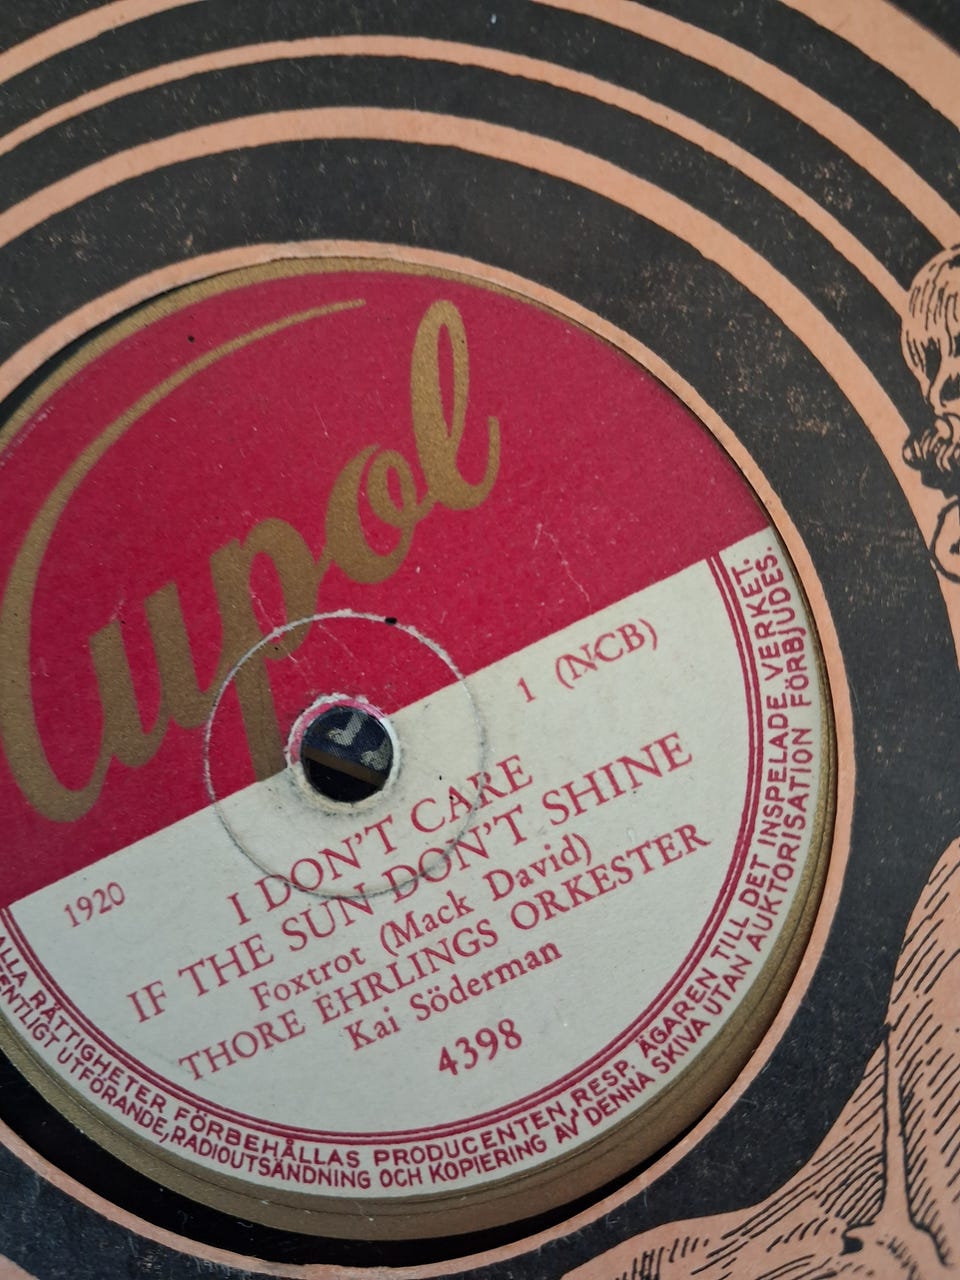 Cupol
1 (NCB)
1920
I DON'T CARE
IF THE SUN DON'T SHINE
Foxtrot (Mack David)
THORE EHRLINGS ORKESTER
Kai Söderman
4398
ALLA RÄTTIGHETER FÖRBEHÅLLAS PRODUCENTEN RESP. ÄGAREN TILL DET INSPELADE VERKET.
ENTLIGT UTFÖRANDE, RADIOUTSÄNDNING OCH KOPIERING AV DENNA SKIVA UTAN AUKTORISATION FÖRBJUDES.